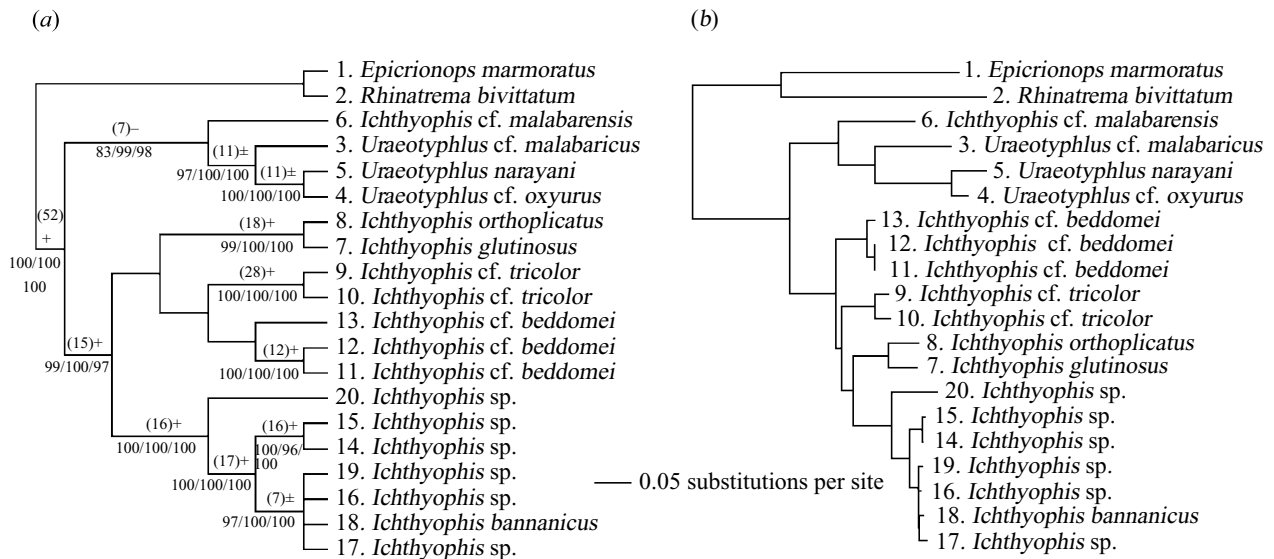 (a)
1. Epicrionops marmoratus
2. Rhinatrema bivittatum
6. Ichthyophis cf. malabarensis
3. Uraeotyphlus cf. malabaricus
5. Uraeotyphlus narayani
4. Uraeotyphlus cf. oxyurus
8. Ichthyophis orthoplicatus
7. Ichthyophis glutinosus
9. Ichthyophis cf. tricolor
10. Ichthyophis cf. tricolor
13. Ichthyophis cf. beddomei
12. Ichthyophis cf. beddomei
11. Ichthyophis cf. beddomei
20. Ichthyophis sp.
15. Ichthyophis sp.
14. Ichthyophis sp.
19. Ichthyophis sp.
16. Ichthyophis sp.
18. Ichthyophis bannanicus
17. Ichthyophis sp.
(7)–
83/99/98
(11)±
97/100/100
(11)±
100/100/100
(52)
+
100/100
100
(18)+
99/100/100
(28)+
100/100/100
(12)+
100/100/100
(15)+
99/100/97
(16)+
100/100/100
(16)+
100/96/
100
(17)+
100/100/100
(7)±
97/100/100
0.05 substitutions per site
(b)
1. Epicrionops marmoratus
2. Rhinatrema bivittatum
6. Ichthyophis cf. malabarensis
3. Uraeotyphlus cf. malabaricus
5. Uraeotyphlus narayani
4. Uraeotyphlus cf. oxyurus
13. Ichthyophis cf. beddomei
12. Ichthyophis cf. beddomei
11. Ichthyophis cf. beddomei
9. Ichthyophis cf. tricolor
10. Ichthyophis cf. tricolor
8. Ichthyophis orthoplicatus
7. Ichthyophis glutinosus
20. Ichthyophis sp.
15. Ichthyophis sp.
14. Ichthyophis sp.
19. Ichthyophis sp.
16. Ichthyophis sp.
18. Ichthyophis bannanicus
17. Ichthyophis sp.